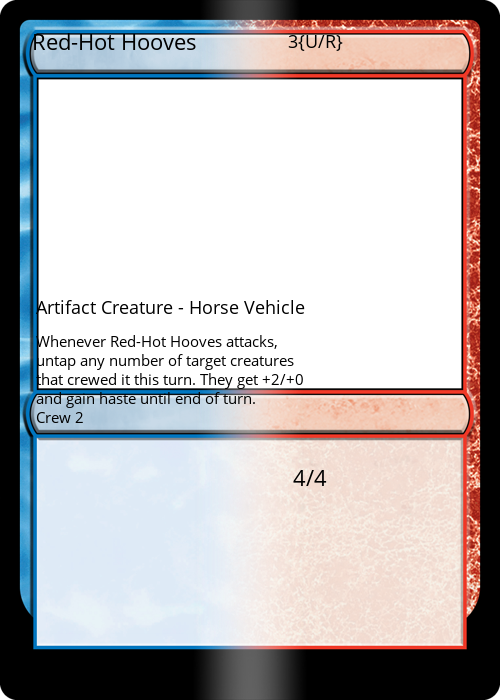 Red-Hot Hooves 3{U/R}
Artifact Creature - Horse Vehicle
Whenever Red-Hot Hooves attacks,
untap any number of target creatures
that crewed it this turn. They get +2/+0
and gain haste until end of turn.
Crew 2
4/4